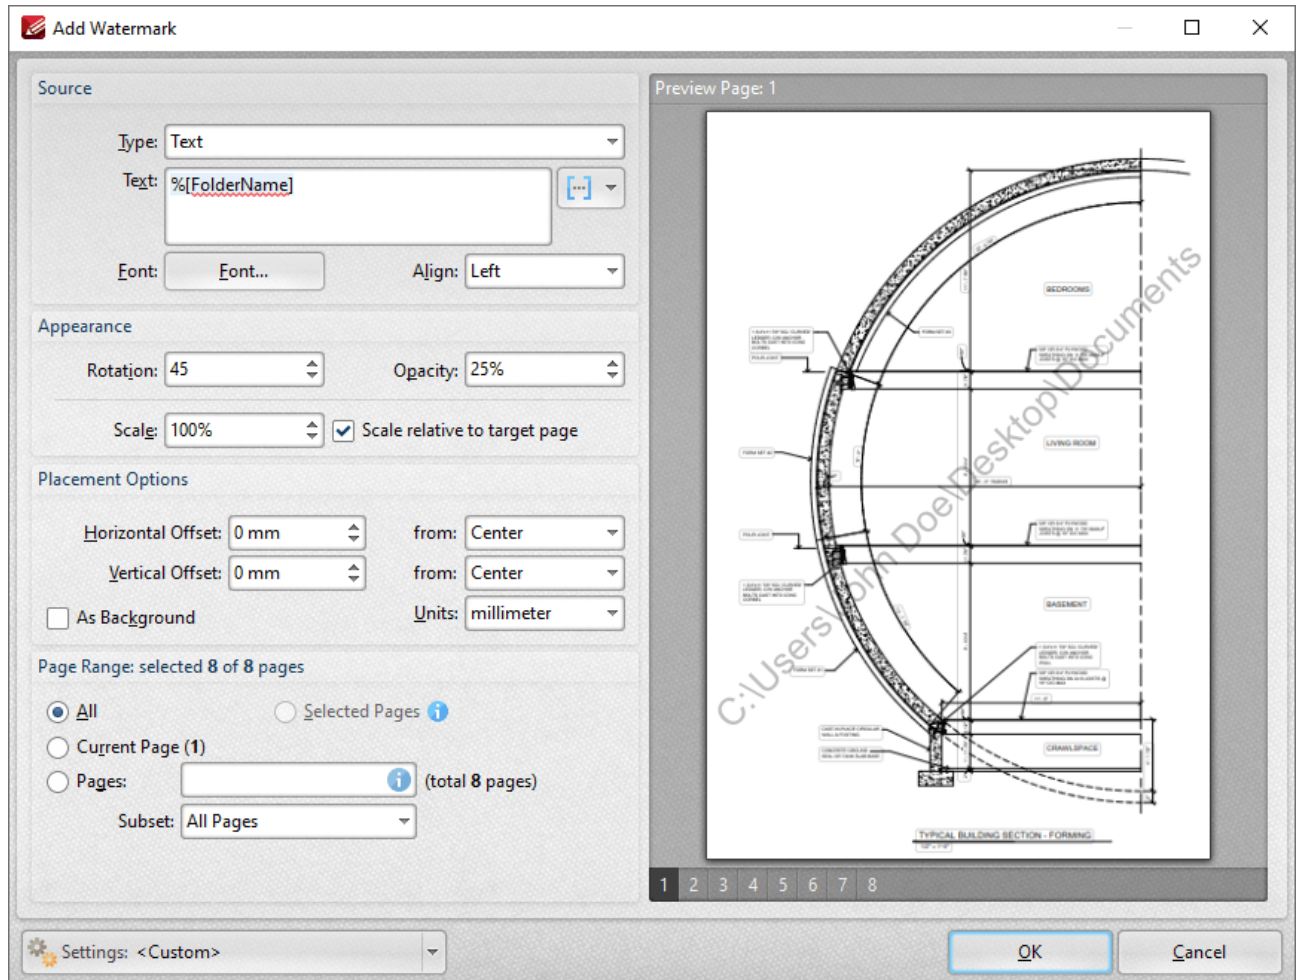 Add Watermark
Source
Type: Text
Text: %[FolderName]
Font: Font... Align: Left
Appearance
Rotation: 45 Opacity: 25%
Scale: 100% Scale relative to target page
Placement Options
Horizontal Offset: 0 mm from: Center
Vertical Offset: 0 mm from: Center
As Background Units: millimeter
Page Range: selected 8 of 8 pages
All Selected Pages
Current Page (1)
Pages: (total 8 pages)
Subset: All Pages
Preview Page: 1
C:\Users\John Doe\Desktop\Documents
BEDROOMS
LIVING ROOM
BASEMENT
CRAWLSPACE
TYPICAL BUILDING SECTION - FORMING
1 2 3 4 5 6 7 8
Settings: <Custom>
OK Cancel